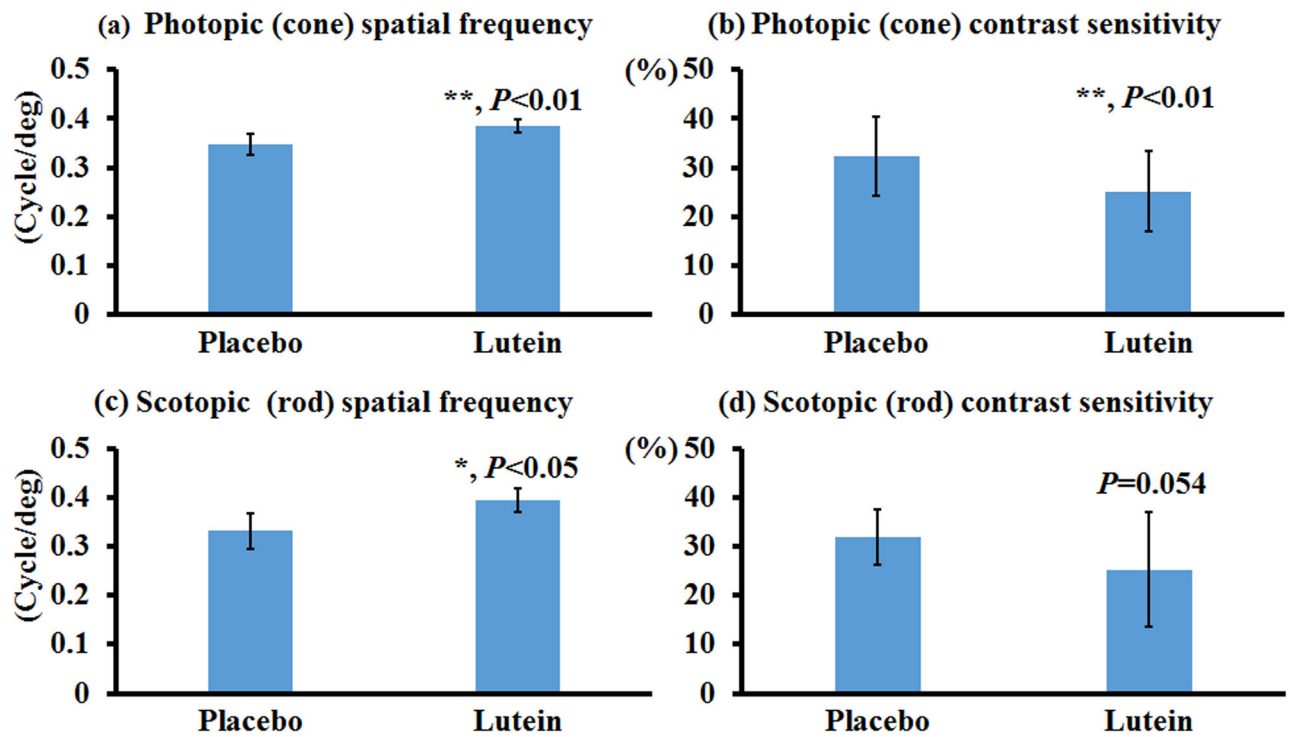 (a) Photopic (cone) spatial frequency
(Cycle/deg)
0.5
0.4
0.3
0.2
0.1
0
**, P<0.01
Placebo
Lutein
(b) Photopic (cone) contrast sensitivity
(%)
50
40
30
20
10
0
**, P<0.01
Placebo
Lutein
(c) Scotopic (rod) spatial frequency
(Cycle/deg)
0.5
0.4
0.3
0.2
0.1
0
*, P<0.05
Placebo
Lutein
(d) Scotopic (rod) contrast sensitivity
(%)
50
40
30
20
10
0
P=0.054
Placebo
Lutein